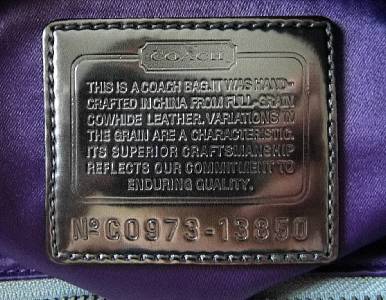 COACH
THIS IS A COACH BAG.IT WAS HAND-
CRAFTED IN CHINA FROM FULL-GRAIN
COWHIDE LEATHER.VARIATIONS IN
THE GRAIN ARE A CHARACTERISTIC.
ITS SUPERIOR CRAFTSMANSHIP
REFLECTS OUR COMMITMENT TO
ENDURING QUALITY.
Nº C0973-13850